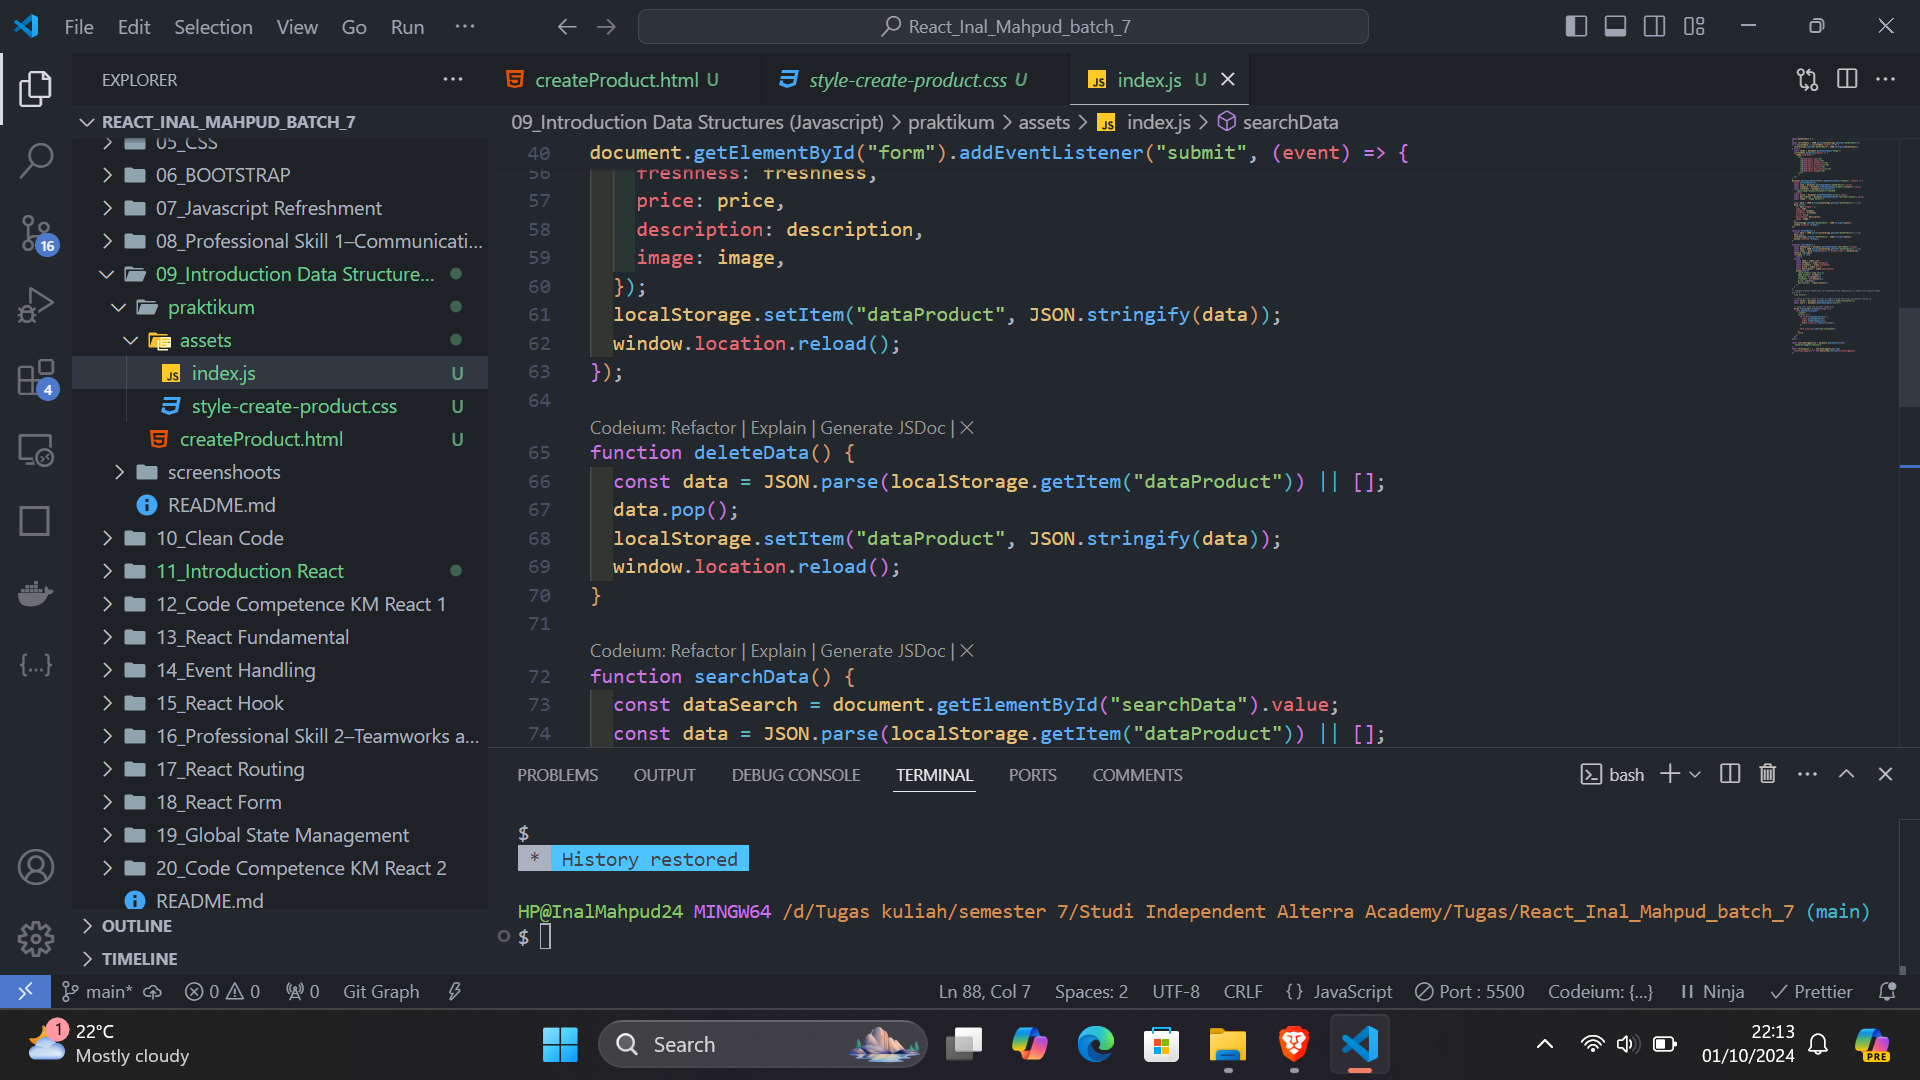 File Edit Selection View Go Run ···
React_Inal_Mahpud_batch_7
EXPLORER
REACT_INAL_MAHPUD_BATCH_7
05_CSS
06_BOOTSTRAP
07_Javascript Refreshment
08_Professional Skill 1–Communicati...
09_Introduction Data Structure...
praktikum
assets
index.js U
style-create-product.css U
createProduct.html U
screenshoots
README.md
10_Clean Code
11_Introduction React
12_Code Competence KM React 1
13_React Fundamental
14_Event Handling
15_React Hook
16_Professional Skill 2–Teamworks a...
17_React Routing
18_React Form
19_Global State Management
20_Code Competence KM React 2
README.md
OUTLINE
TIMELINE
16
4
createProduct.html U style-create-product.css U index.js U
09_Introduction Data Structures (Javascript) > praktikum > assets > index.js > searchData
40 document.getElementById("form").addEventListener("submit", (event) => {
56 freshness: freshness,
57 price: price,
58 description: description,
59 image: image,
60 });
61 localStorage.setItem("dataProduct", JSON.stringify(data));
62 window.location.reload();
63 });
64
Codeium: Refactor | Explain | Generate JSDoc | ×
65 function deleteData() {
66 const data = JSON.parse(localStorage.getItem("dataProduct")) || [];
67 data.pop();
68 localStorage.setItem("dataProduct", JSON.stringify(data));
69 window.location.reload();
70 }
71
Codeium: Refactor | Explain | Generate JSDoc | ×
72 function searchData() {
73 const dataSearch = document.getElementById("searchData").value;
74 const data = JSON.parse(localStorage.getItem("dataProduct")) || [];
PROBLEMS OUTPUT DEBUG CONSOLE TERMINAL PORTS COMMENTS
bash
$
* History restored
HP@InalMahpud24 MINGW64 /d/Tugas kuliah/semester 7/Studi Independent Alterra Academy/Tugas/React_Inal_Mahpud_batch_7 (main)
$
main* 0 0 0 Git Graph
Ln 88, Col 7 Spaces: 2 UTF-8 CRLF {} JavaScript Port : 5500 Codeium: {...} Ninja Prettier
1 22°C
Mostly cloudy
Search
22:13
01/10/2024
PRE